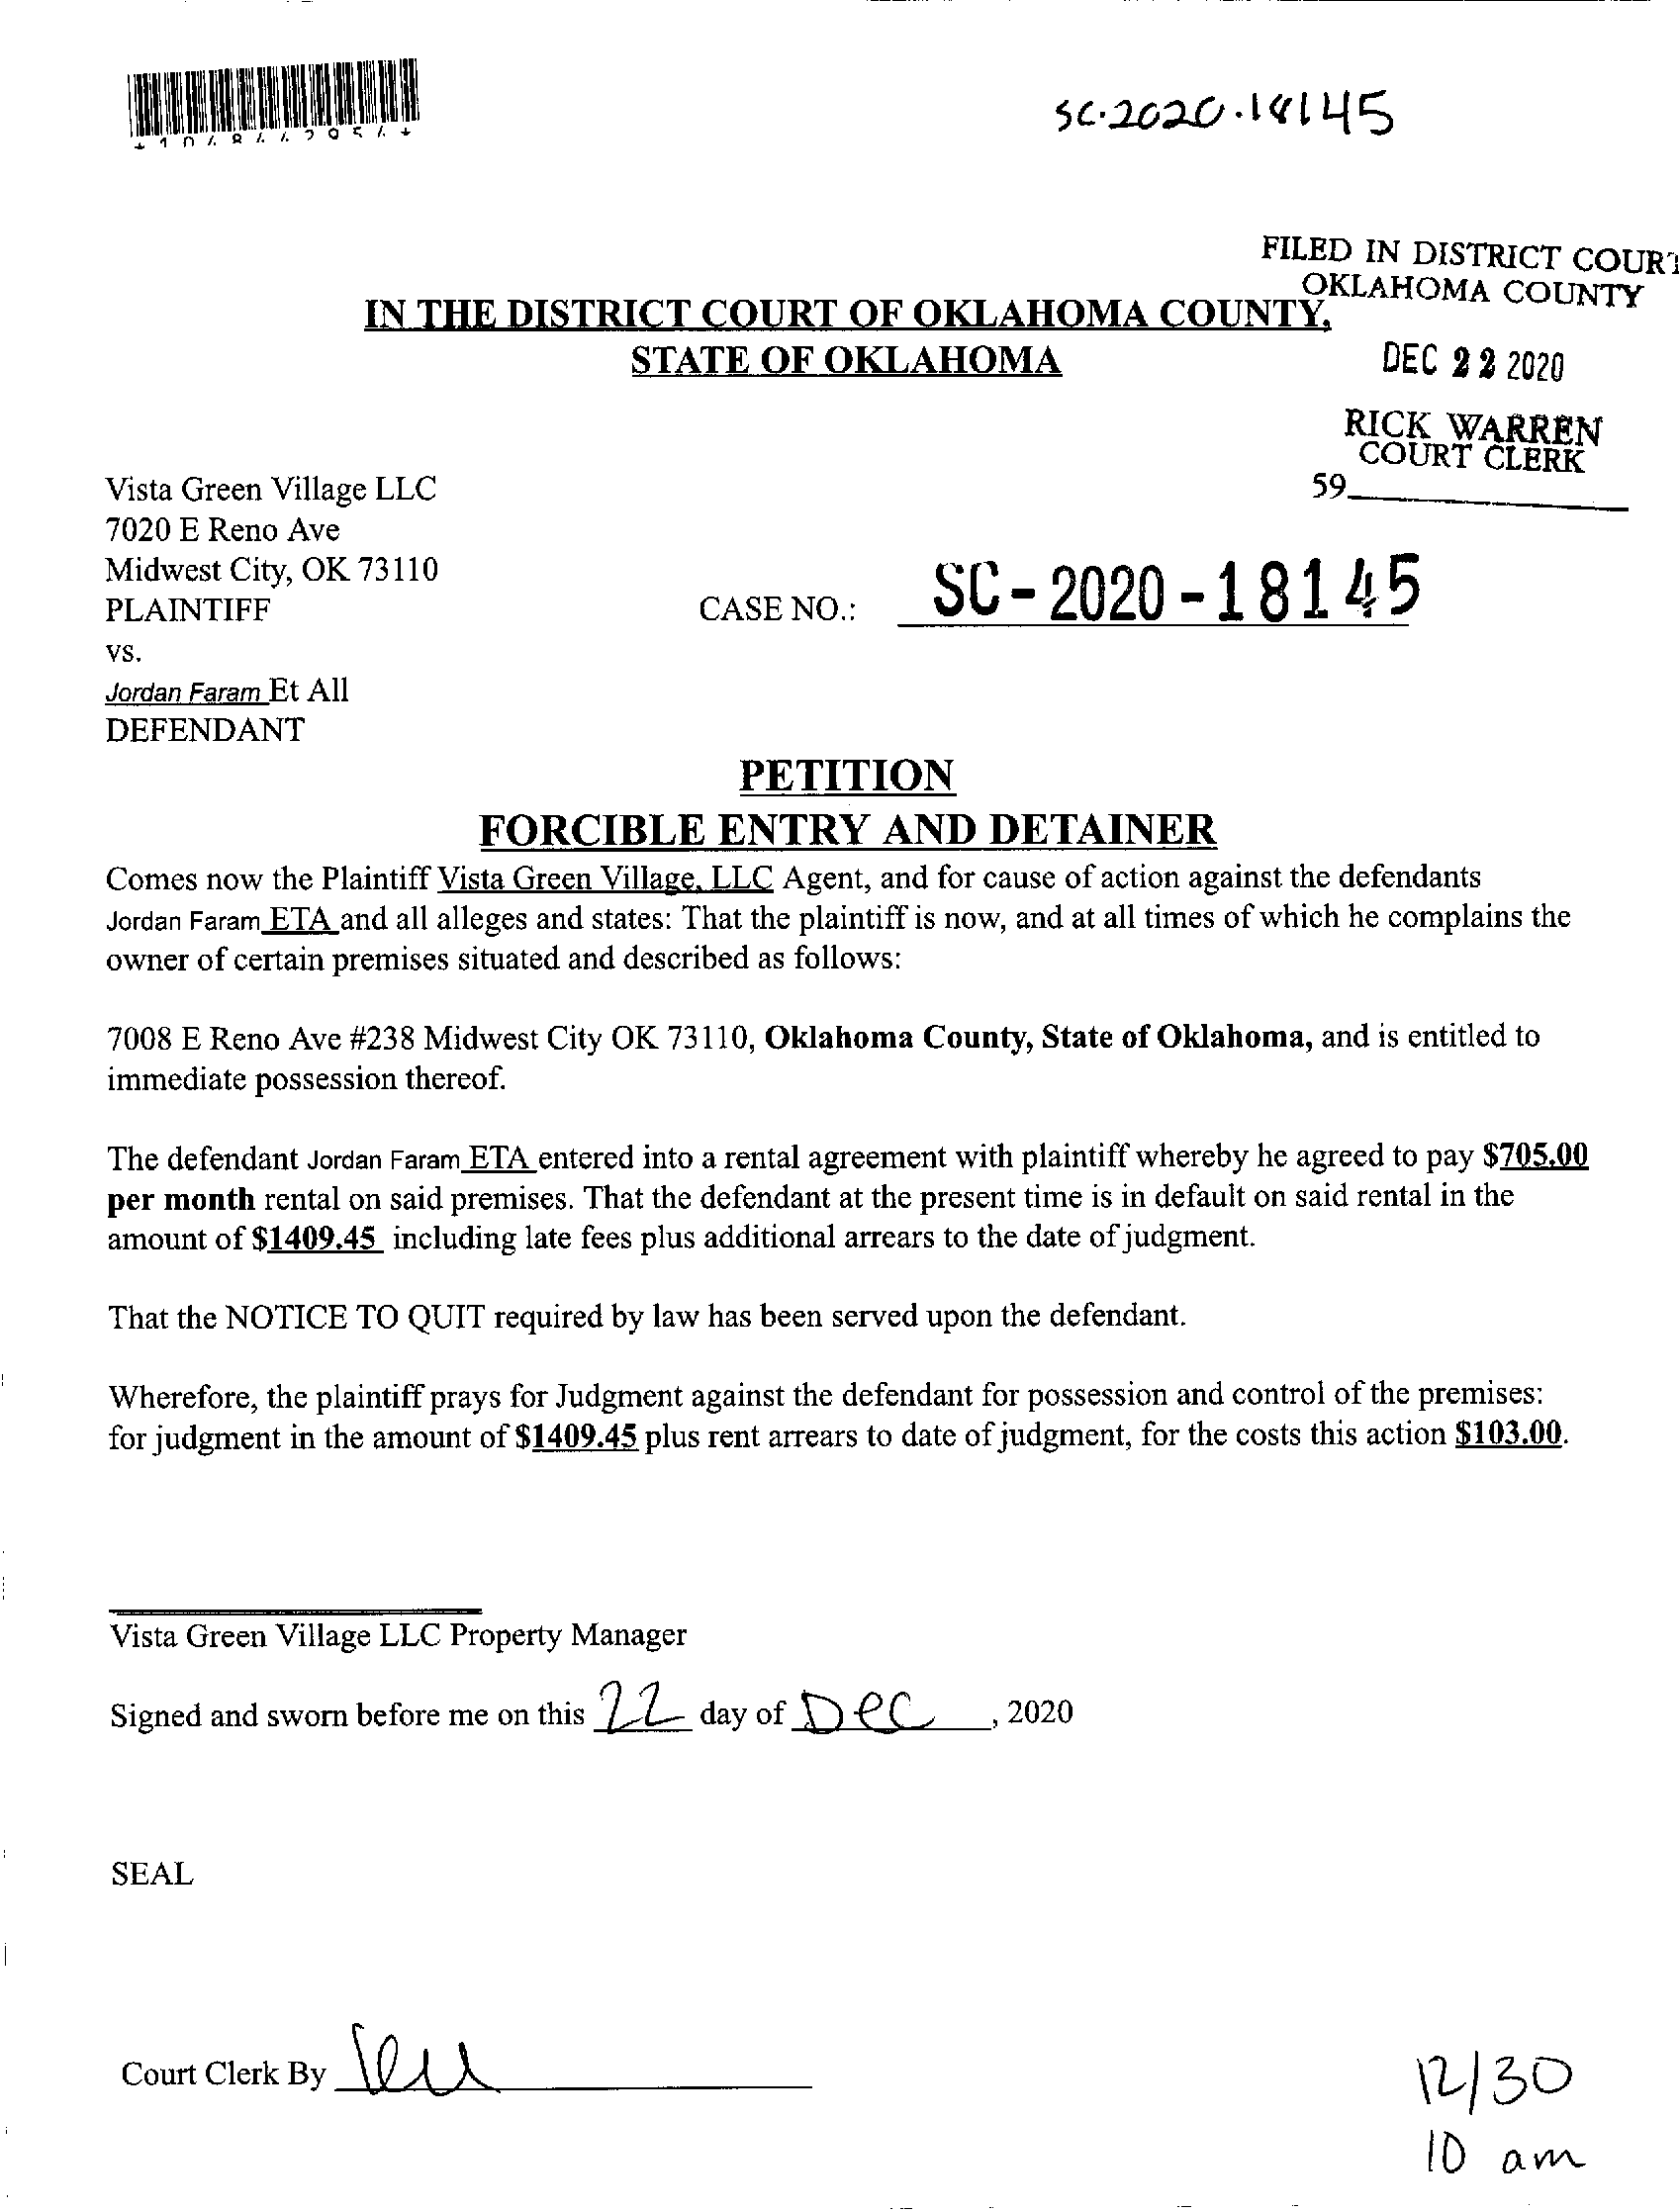 SC-2020-18145
FILED IN DISTRICT COURT
OKLAHOMA COUNTY
IN THE DISTRICT COURT OF OKLAHOMA COUNTY,
STATE OF OKLAHOMA
DEC 22 2020
RICK WARREN
COURT CLERK
59
Vista Green Village LLC
7020 E Reno Ave
Midwest City, OK 73110
PLAINTIFF
CASE NO.: SC-2020-18145
vs.
Jordan Faram Et All
DEFENDANT
PETITION
FORCIBLE ENTRY AND DETAINER
Comes now the Plaintiff Vista Green Village, LLC Agent, and for cause of action against the defendants
Jordan Faram ETA and all alleges and states: That the plaintiff is now, and at all times of which he complains the
owner of certain premises situated and described as follows:
7008 E Reno Ave #238 Midwest City OK 73110, Oklahoma County, State of Oklahoma, and is entitled to
immediate possession thereof.
The defendant Jordan Faram ETA entered into a rental agreement with plaintiff whereby he agreed to pay $705.00
per month rental on said premises. That the defendant at the present time is in default on said rental in the
amount of $1409.45 including late fees plus additional arrears to the date of judgment.
That the NOTICE TO QUIT required by law has been served upon the defendant.
Wherefore, the plaintiff prays for Judgment against the defendant for possession and control of the premises:
for judgment in the amount of $1409.45 plus rent arrears to date of judgment, for the costs this action $103.00.
Vista Green Village LLC Property Manager
Signed and sworn before me on this 22 day of Dec, 2020
SEAL
Court Clerk By
12/30
10 am